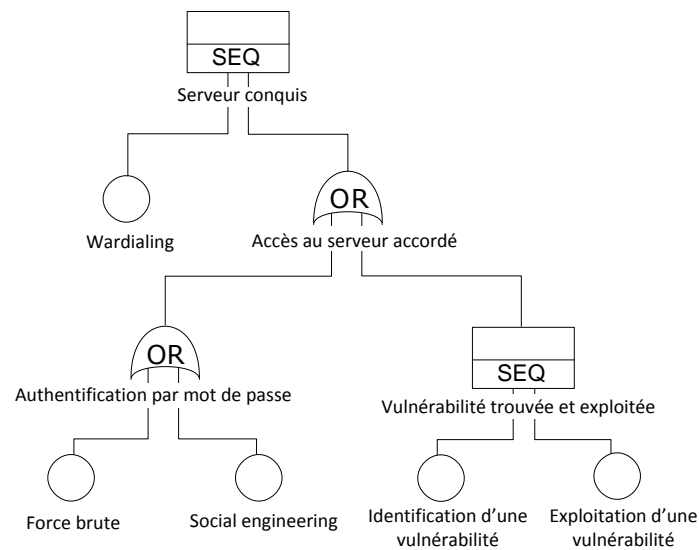 SEQ
Serveur conquis
OR
Wardialing
Accès au serveur accordé
OR
SEQ
Authentification par mot de passe
Vulnérabilité trouvée et exploitée
Force brute
Social engineering
Identification d’une
vulnérabilité
Exploitation d’une
vulnérabilité